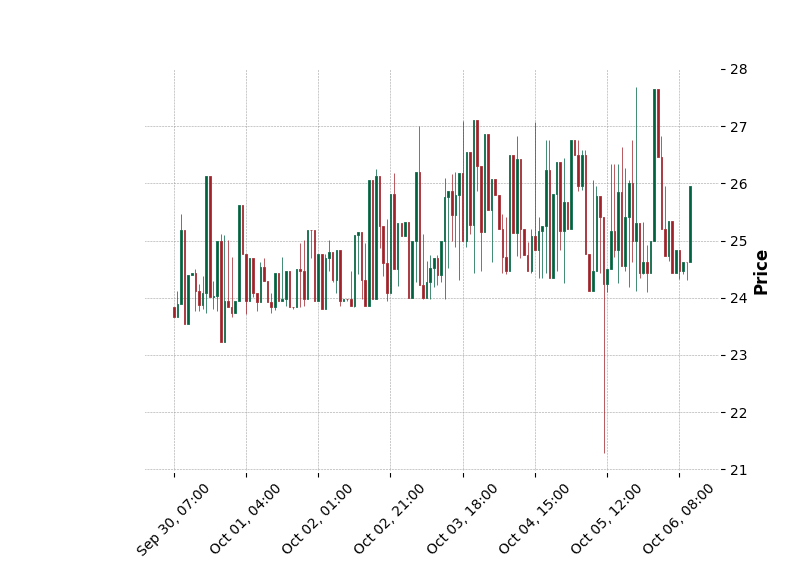 28
27
26
25
24
23
22
21
Price
Sep 30, 07:00
Oct 01, 04:00
Oct 02, 01:00
Oct 02, 21:00
Oct 03, 18:00
Oct 04, 15:00
Oct 05, 12:00
Oct 06, 08:00